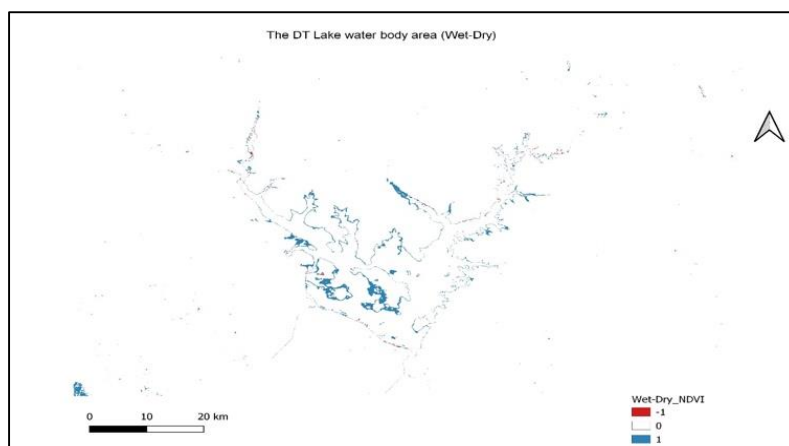 The DT Lake water body area (Wet-Dry)
0 10 20 km
Wet-Dry_NDVI
-1
0
1